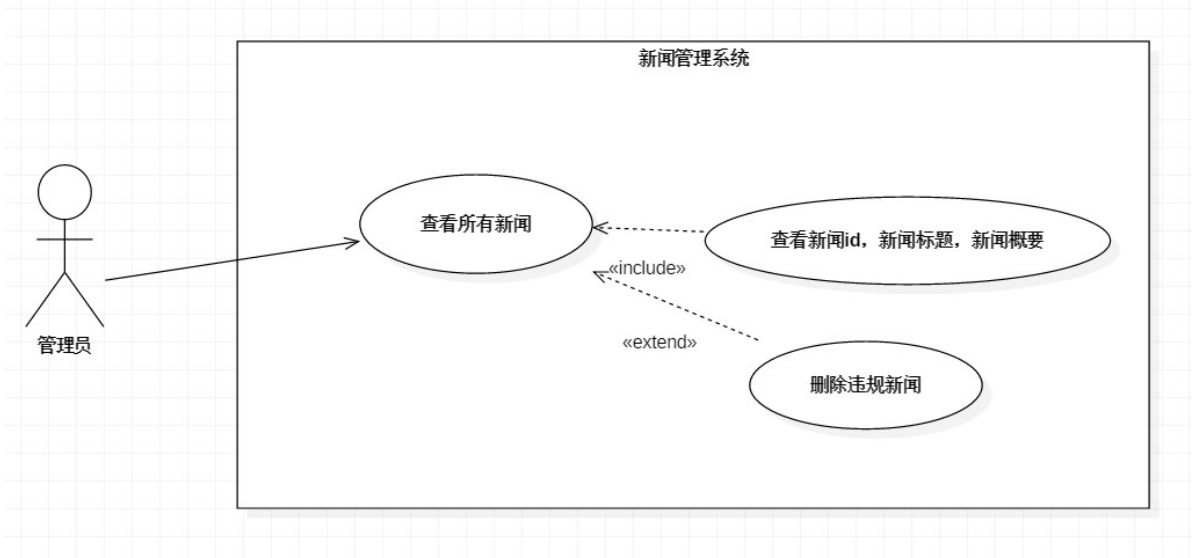 新闻管理系统
查看所有新闻
查看新闻id，新闻标题，新闻概要
«include»
管理员
«extend»
删除违规新闻